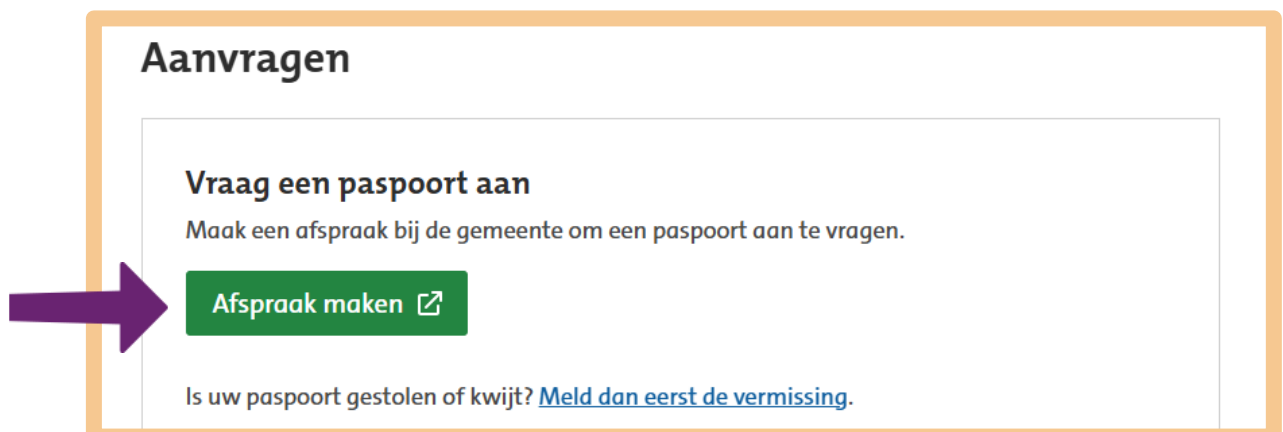 Aanvragen
Vraag een paspoort aan
Maak een afspraak bij de gemeente om een paspoort aan te vragen.
Afspraak maken
Is uw paspoort gestolen of kwijt? Meld dan eerst de vermissing.